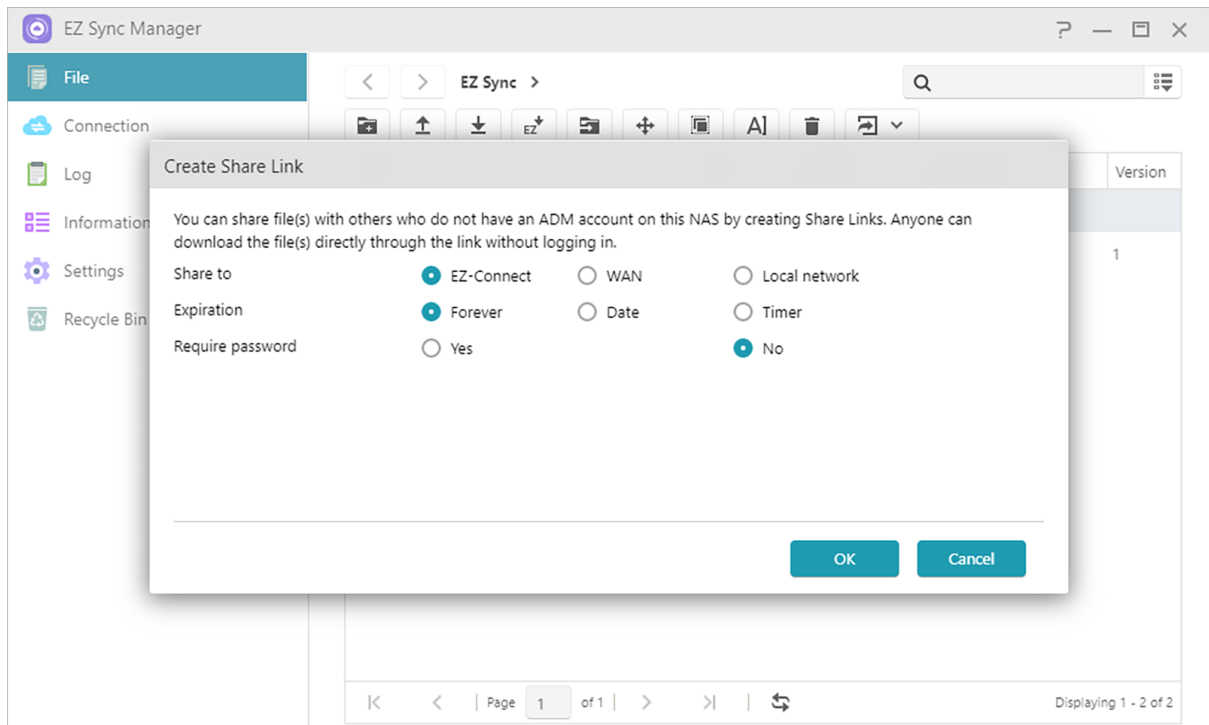 EZ Sync Manager
File
EZ Sync
Connection
Log
Information
Settings
Recycle Bin
EZ
A]
Version
1
Create Share Link
You can share file(s) with others who do not have an ADM account on this NAS by creating Share Links. Anyone can
download the file(s) directly through the link without logging in.
Share to EZ-Connect WAN Local network
Expiration Forever Date Timer
Require password Yes No
OK Cancel
Page 1 of 1 Displaying 1 - 2 of 2